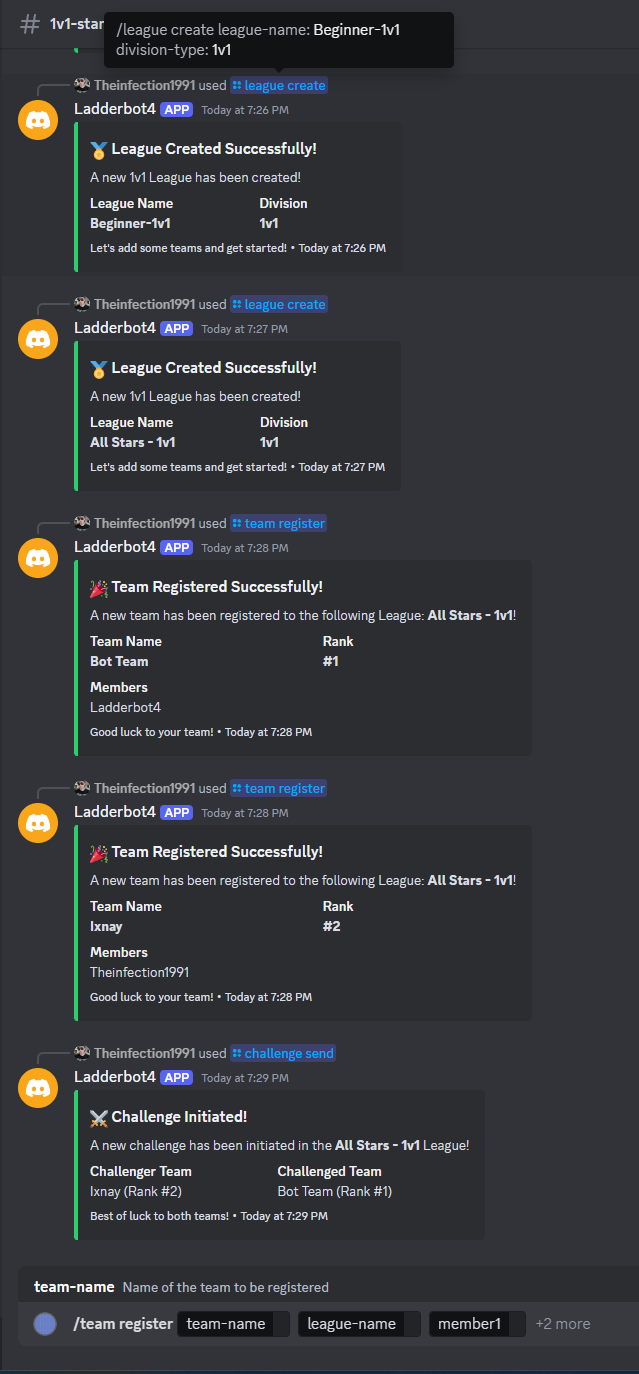 # 1v1-star
/league create league-name: Beginner-1v1
division-type: 1v1
Theinfection1991 used league create
Ladderbot4 APP Today at 7:26 PM
League Created Successfully!
A new 1v1 League has been created!
League Name Division
Beginner-1v1 1v1
Let's add some teams and get started! • Today at 7:26 PM
Theinfection1991 used league create
Ladderbot4 APP Today at 7:27 PM
League Created Successfully!
A new 1v1 League has been created!
League Name Division
All Stars - 1v1 1v1
Let's add some teams and get started! • Today at 7:27 PM
Theinfection1991 used team register
Ladderbot4 APP Today at 7:28 PM
Team Registered Successfully!
A new team has been registered to the following League: All Stars - 1v1!
Team Name Rank
Bot Team #1
Members
Ladderbot4
Good luck to your team! • Today at 7:28 PM
Theinfection1991 used team register
Ladderbot4 APP Today at 7:28 PM
Team Registered Successfully!
A new team has been registered to the following League: All Stars - 1v1!
Team Name Rank
Ixnay #2
Members
Theinfection1991
Good luck to your team! • Today at 7:28 PM
Theinfection1991 used challenge send
Ladderbot4 APP Today at 7:29 PM
Challenge Initiated!
A new challenge has been initiated in the All Stars - 1v1 League!
Challenger Team Challenged Team
Ixnay (Rank #2) Bot Team (Rank #1)
Best of luck to both teams! • Today at 7:29 PM
team-name Name of the team to be registered
/team register team-name league-name member1 +2 more